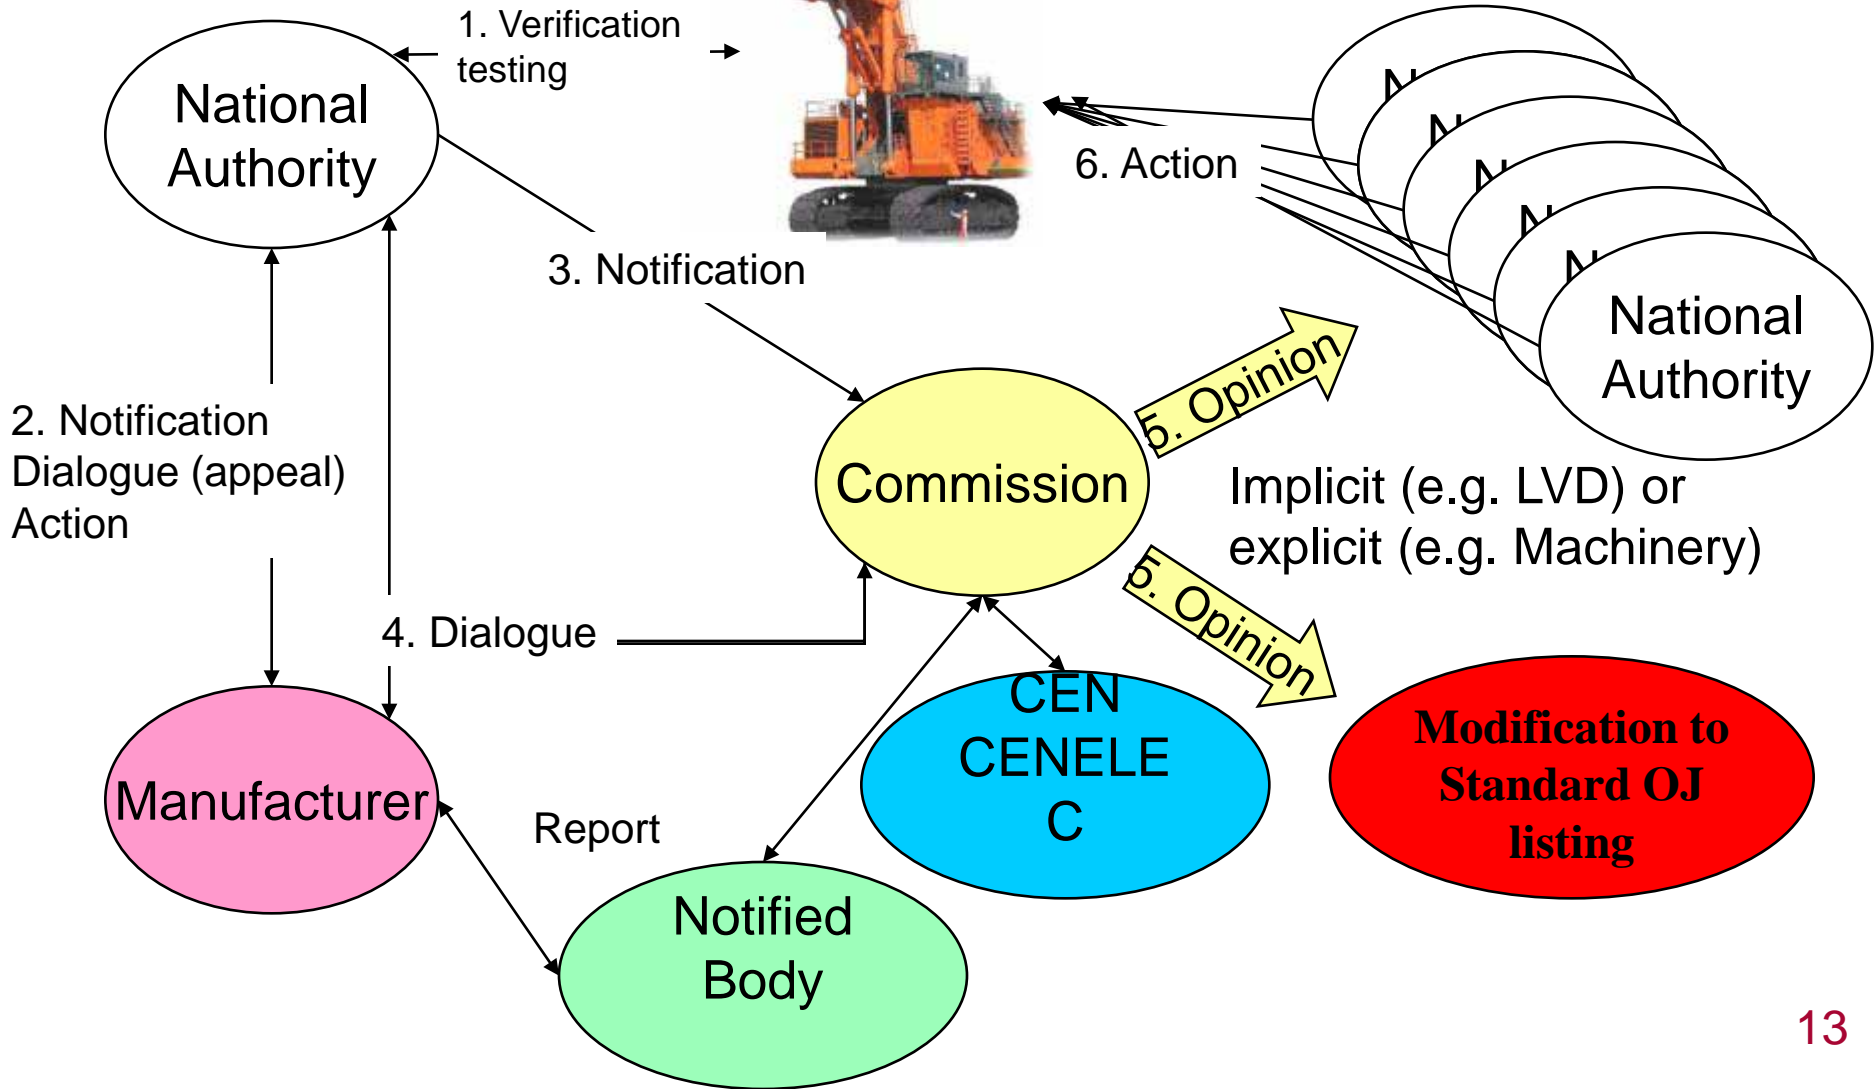 1. Verification
testing
National
Authority
6. Action
3. Notification
National
Authority
5. Opinion
2. Notification
Dialogue (appeal)
Action
Commission
Implicit (e.g. LVD) or
explicit (e.g. Machinery)
5. Opinion
4. Dialogue
CEN
CENELE
C
Modification to
Standard OJ
listing
Manufacturer
Report
Notified
Body
13